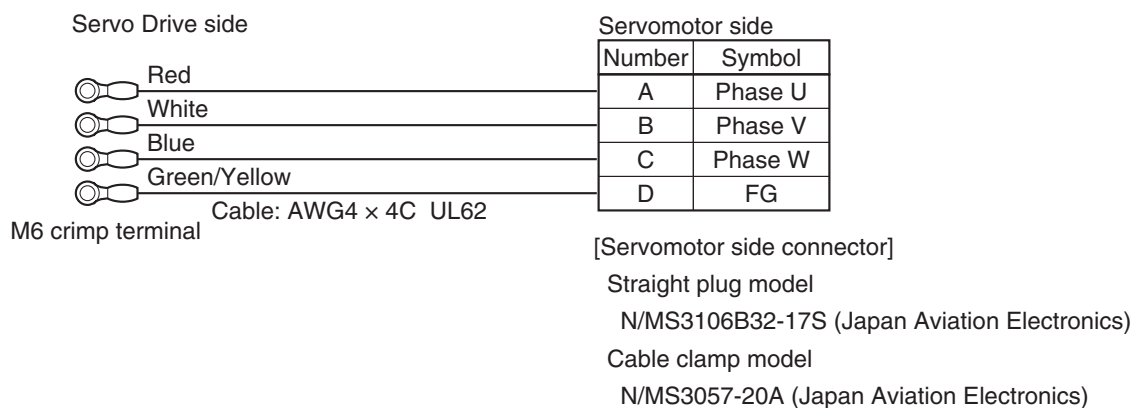 Servo Drive side
Servomotor side
Number Symbol
Red
A Phase U
White
B Phase V
Blue
C Phase W
Green/Yellow
D FG
Cable: AWG4 × 4C UL62
M6 crimp terminal
[Servomotor side connector]
Straight plug model
N/MS3106B32-17S (Japan Aviation Electronics)
Cable clamp model
N/MS3057-20A (Japan Aviation Electronics)